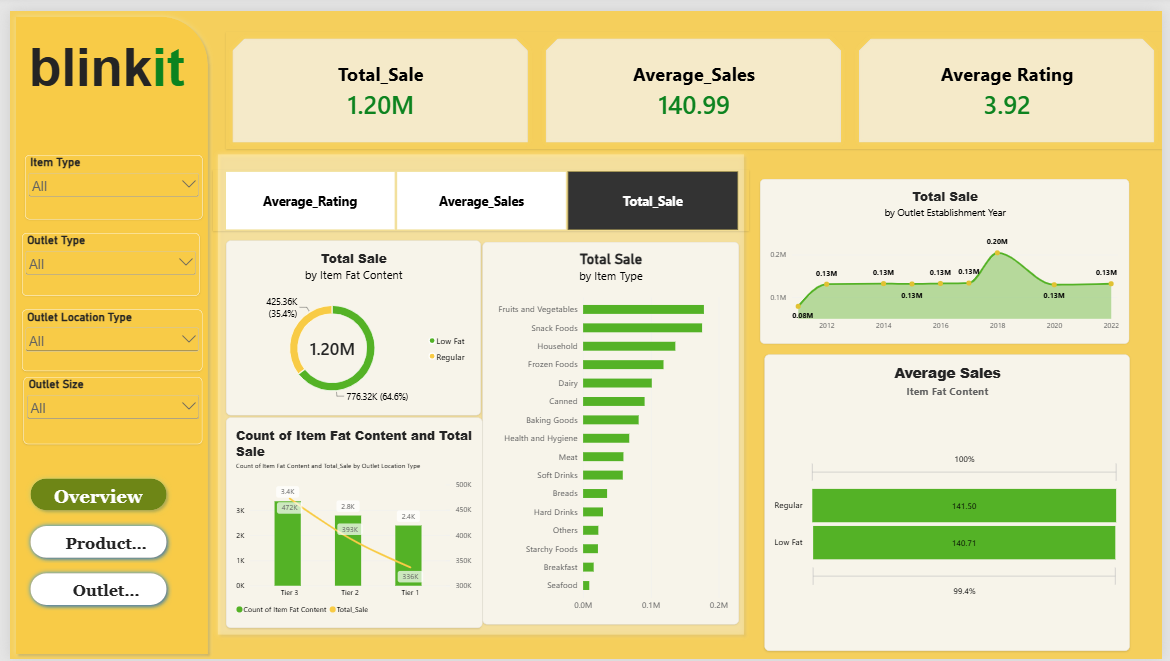 blinkit
Item Type
All
Outlet Type
All
Outlet Location Type
All
Outlet Size
All
Overview
Product...
Outlet...
Total_Sale
1.20M
Average_Sales
140.99
Average Rating
3.92
Average_Rating
Average_Sales
Total_Sale
Total Sale
by Item Fat Content
425.36K
(35.4%)
1.20M
Low Fat
Regular
776.32K (64.6%)
Count of Item Fat Content and Total
Sale
Count of Item Fat Content and Total_Sale by Outlet Location Type
3K
2K
1K
0K
3.4K
472K
2.8K
393K
2.4K
336K
500K
450K
400K
350K
300K
Tier 3
Tier 2
Tier 1
Count of Item Fat Content
Total_Sale
Total Sale
by Item Type
Fruits and Vegetables
Snack Foods
Household
Frozen Foods
Dairy
Canned
Baking Goods
Health and Hygiene
Meat
Soft Drinks
Breads
Hard Drinks
Others
Starchy Foods
Breakfast
Seafood
0.0M
0.1M
0.2M
Total Sale
by Outlet Establishment Year
0.2M
0.1M
0.08M
0.13M
0.13M
0.13M
0.13M
0.13M
0.20M
0.13M
0.13M
2012
2014
2016
2018
2020
2022
Average Sales
Item Fat Content
100%
Regular
141.50
Low Fat
140.71
99.4%